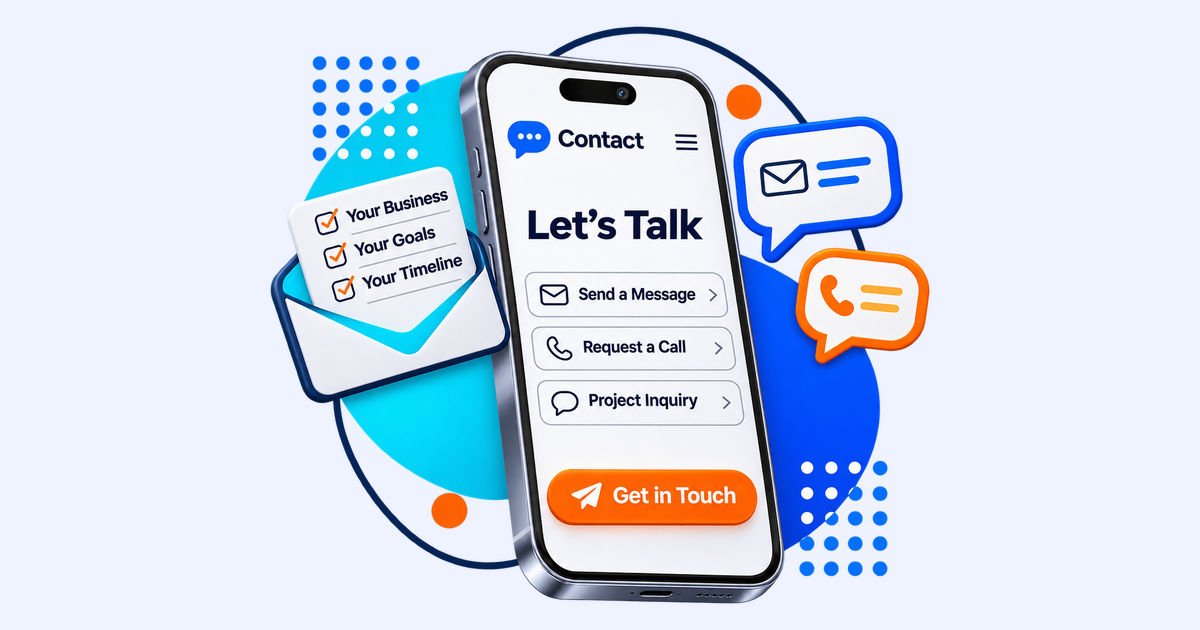 Contact
Let's Talk
Send a Message
Request a Call
Project Inquiry
Get in Touch
Your Business
Your Goals
Your Timeline